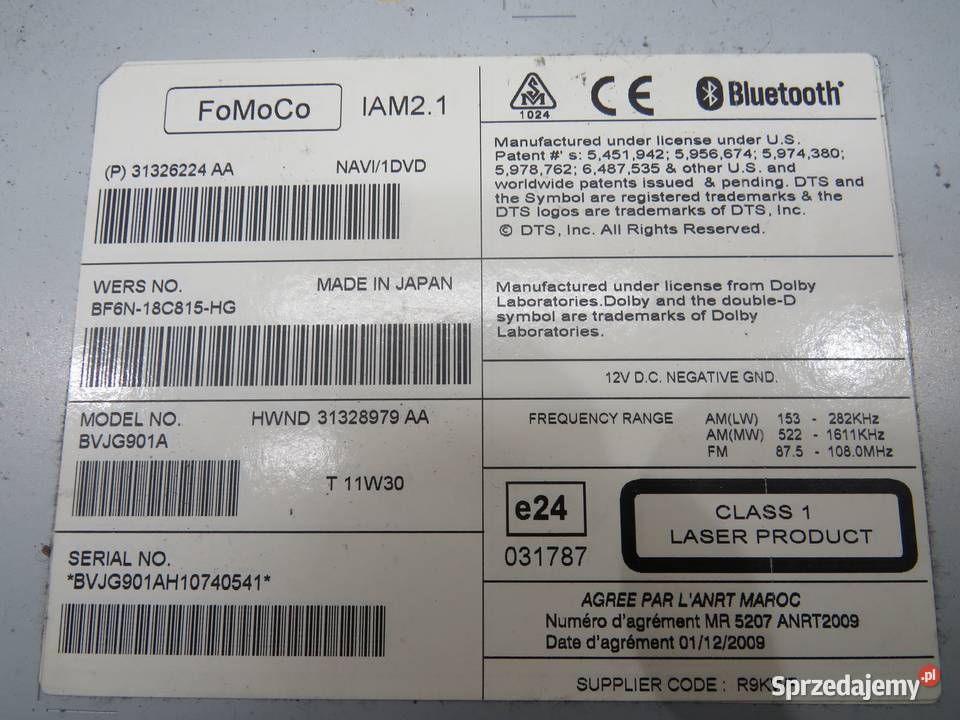 FoMoCo IAM2.1
(P) 31326224 AA NAVI/1DVD
WERS NO. MADE IN JAPAN
BF6N-18C815-HG
MODEL NO. HWND 31328979 AA
BVJG901A
T 11W30
SERIAL NO.
*BVJG901AH10740541*
SM
1024
CE
Bluetooth®
Manufactured under license under U.S.
Patent #' s: 5,451,942; 5,956,674; 5,974,380;
5,978,762; 6,487,535 & other U.S. and
worldwide patents issued & pending. DTS and
the Symbol are registered trademarks & the
DTS logos are trademarks of DTS, Inc.
© DTS, Inc. All Rights Reserved.
Manufactured under license from Dolby
Laboratories.Dolby and the double-D
symbol are trademarks of Dolby
Laboratories.
12V D.C. NEGATIVE GND.
FREQUENCY RANGE AM(LW) 153 - 282KHz
AM(MW) 522 - 1611KHz
FM 87.5 - 108.0MHz
e24
031787
CLASS 1
LASER PRODUCT
AGREE PAR L'ANRT MAROC
Numéro d'agrément MR 5207 ANRT2009
Date d'agrément 01/12/2009
SUPPLIER CODE :
Sprzedajemy.pl